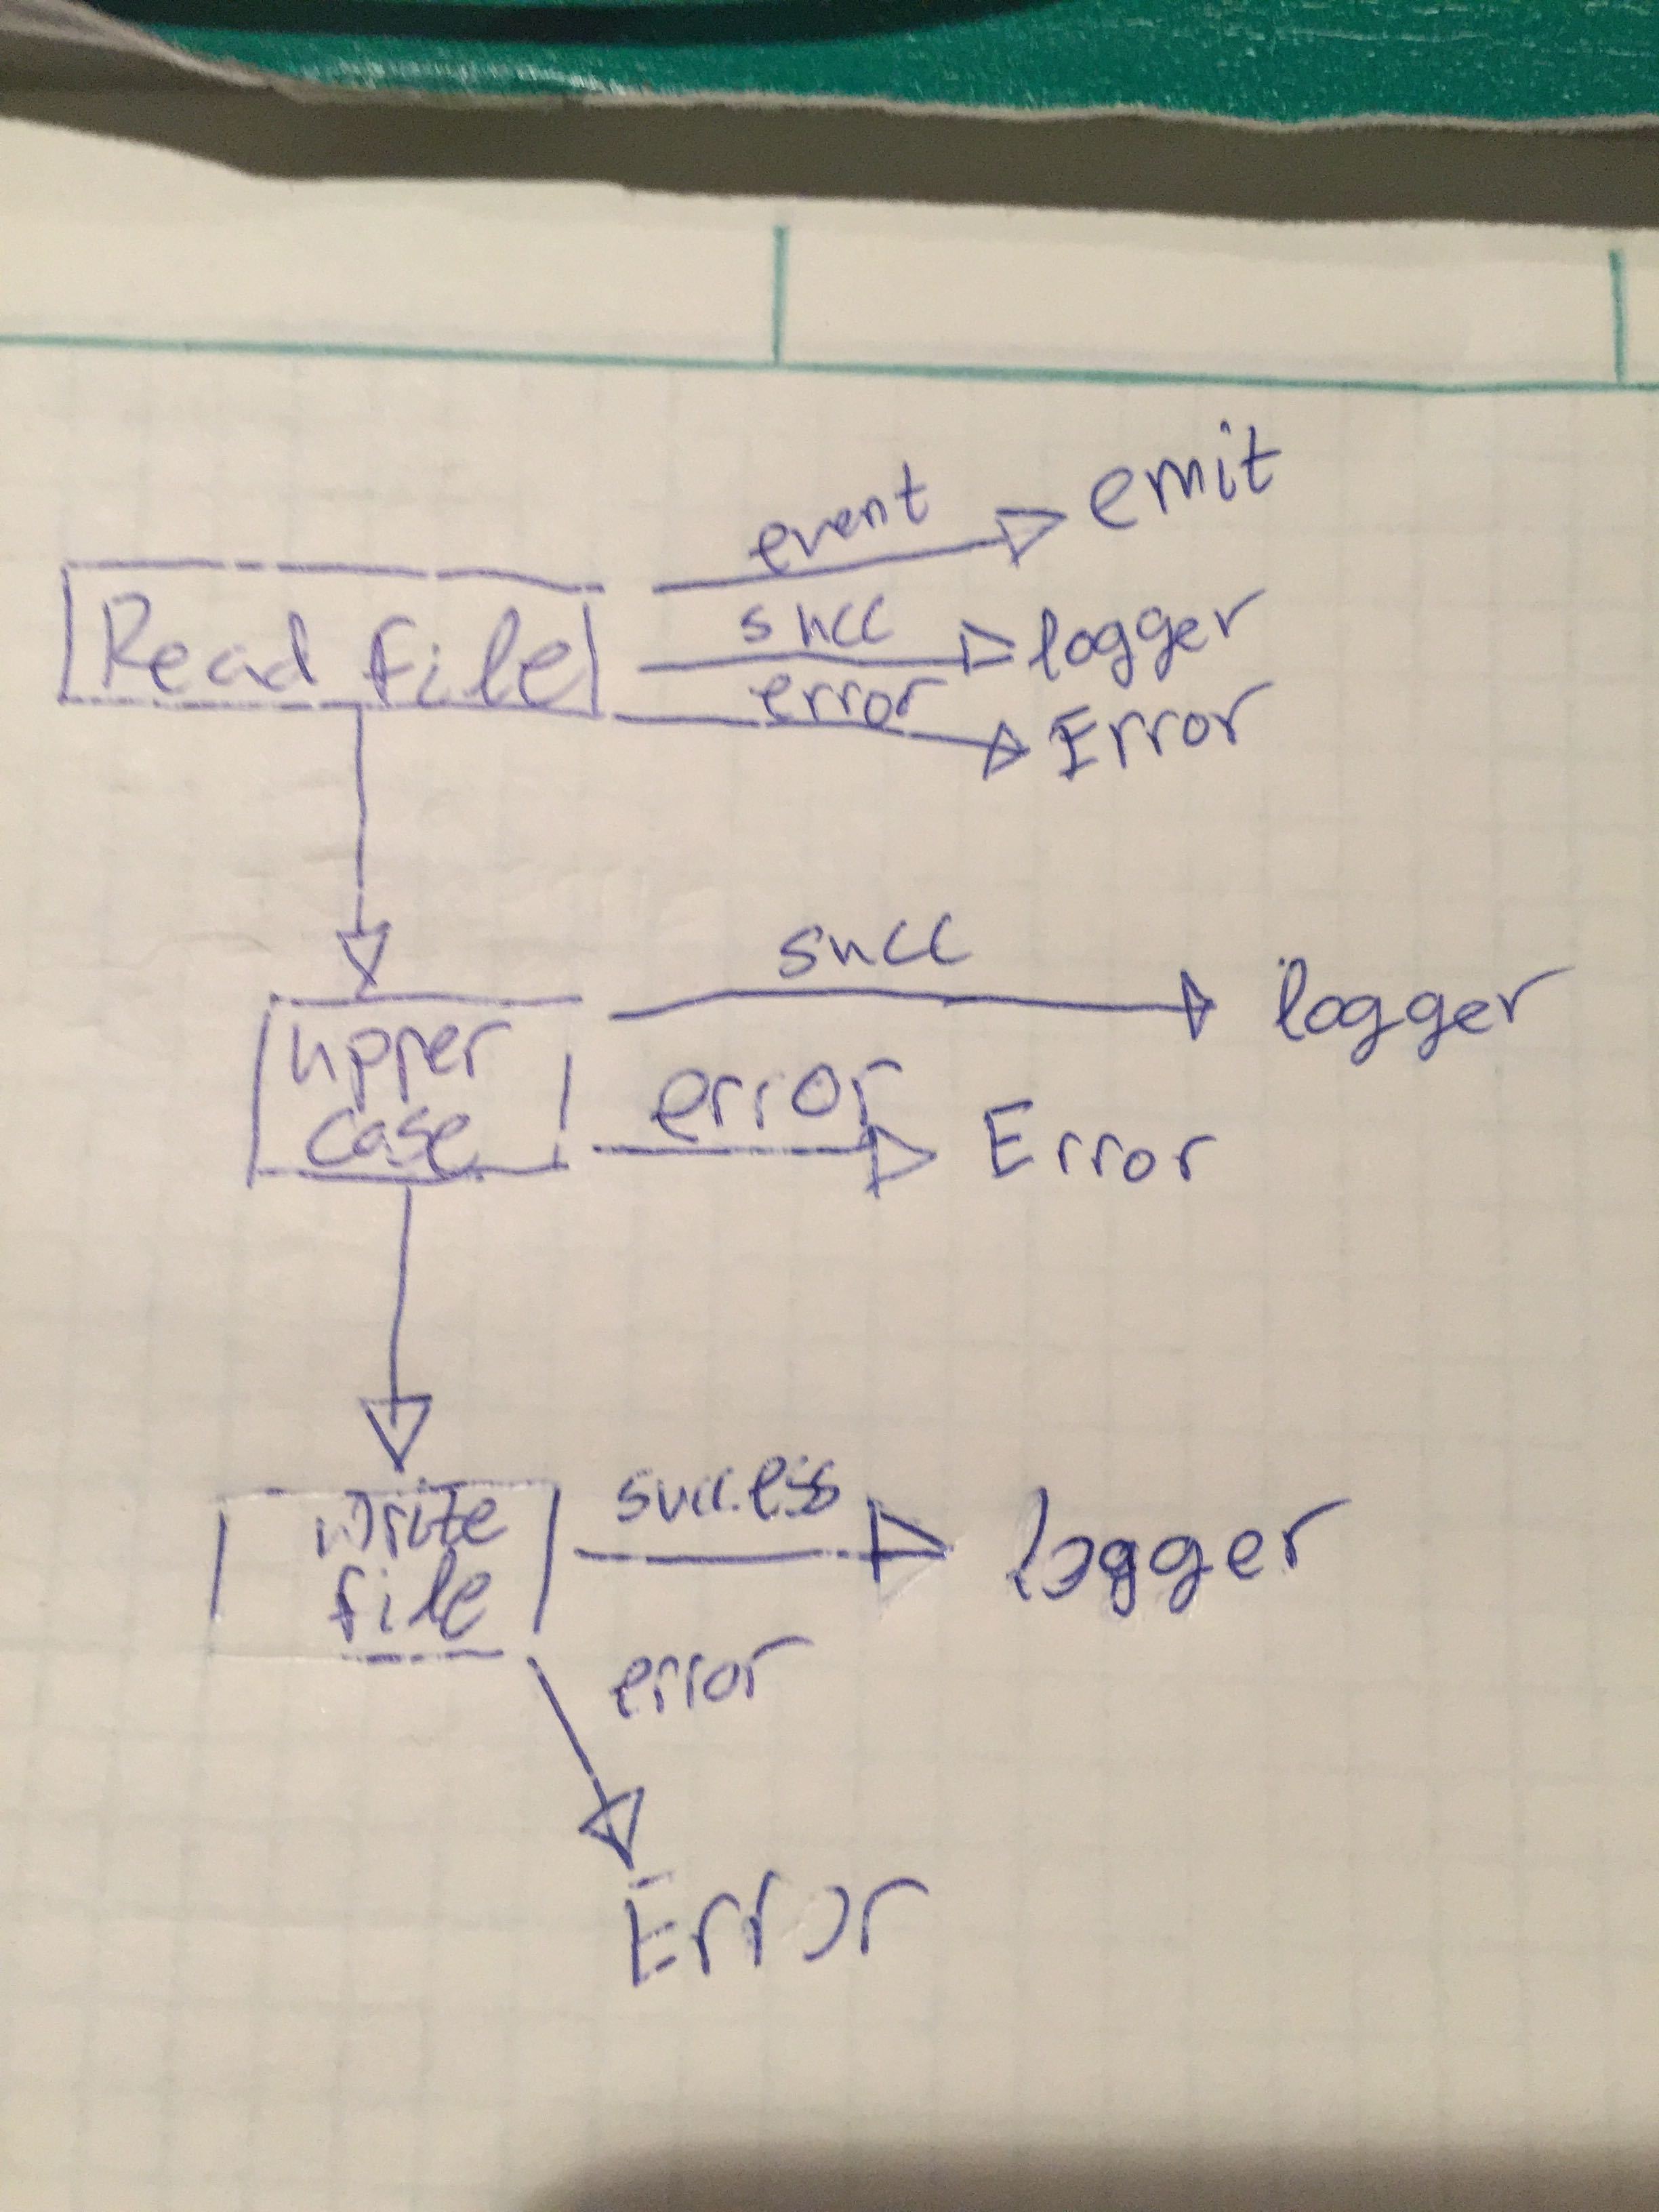 event
emit
succ
logger
Read file
error
Error
succ
logger
upper
case
error
Error
success
logger
write
file
error
Error